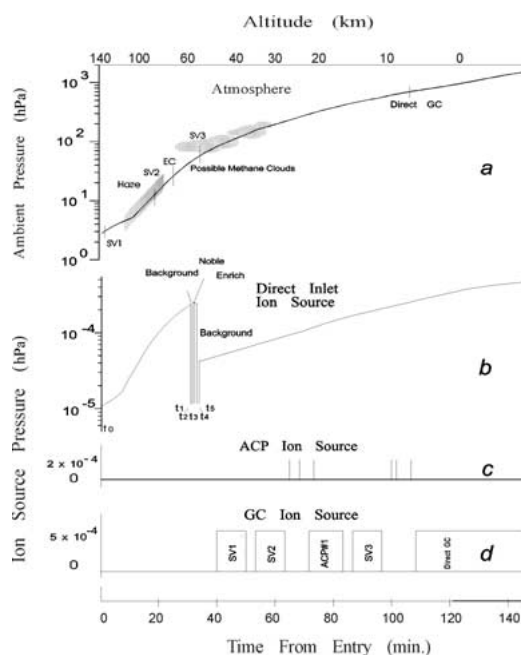 Altitude (km)
140 100 80 60 50 40 30 20 10 0
Ambient Pressure (hPa)
10³
10²
10¹
10⁰
Atmosphere
Direct GC
SV3
EC
Possible Methane Clouds
SV2
Haze
SV1
a
Noble
Background Enrich
Direct Inlet
Ion Source
Background
10⁻⁴
10⁻⁵
t₀
t₁ t₅
t₂ t₃ t₄
b
Ion Source Pressure (hPa)
ACP Ion Source
2 × 10⁻⁴
0
c
GC Ion Source
5 × 10⁻⁴
0
SV1 SV2 ACP#1 SV3 Direct GC
d
0 20 40 60 80 100 120 140
Time From Entry (min.)